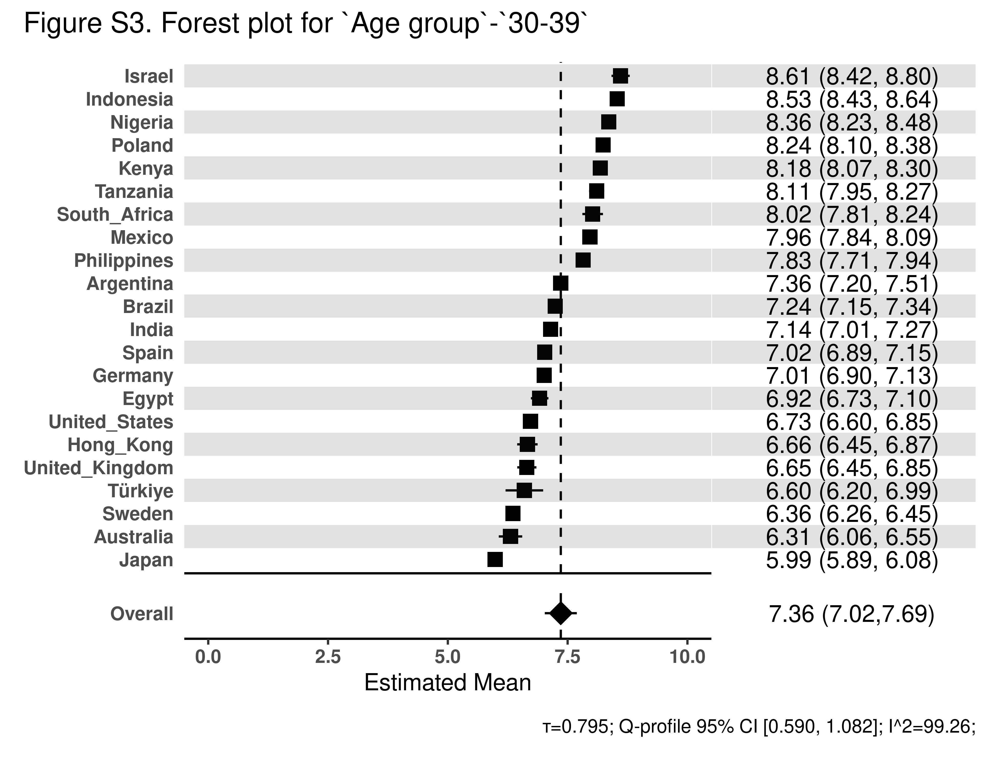 Figure S3. Forest plot for `Age group`-`30-39`
Israel 8.61 (8.42, 8.80)
Indonesia 8.53 (8.43, 8.64)
Nigeria 8.36 (8.23, 8.48)
Poland 8.24 (8.10, 8.38)
Kenya 8.18 (8.07, 8.30)
Tanzania 8.11 (7.95, 8.27)
South_Africa 8.02 (7.81, 8.24)
Mexico 7.96 (7.84, 8.09)
Philippines 7.83 (7.71, 7.94)
Argentina 7.36 (7.20, 7.51)
Brazil 7.24 (7.15, 7.34)
India 7.14 (7.01, 7.27)
Spain 7.02 (6.89, 7.15)
Germany 7.01 (6.90, 7.13)
Egypt 6.92 (6.73, 7.10)
United_States 6.73 (6.60, 6.85)
Hong_Kong 6.66 (6.45, 6.87)
United_Kingdom 6.65 (6.45, 6.85)
Türkiye 6.60 (6.20, 6.99)
Sweden 6.36 (6.26, 6.45)
Australia 6.31 (6.06, 6.55)
Japan 5.99 (5.89, 6.08)
Overall 7.36 (7.02,7.69)
0.0 2.5 5.0 7.5 10.0
Estimated Mean
τ=0.795; Q-profile 95% CI [0.590, 1.082]; I^2=99.26;